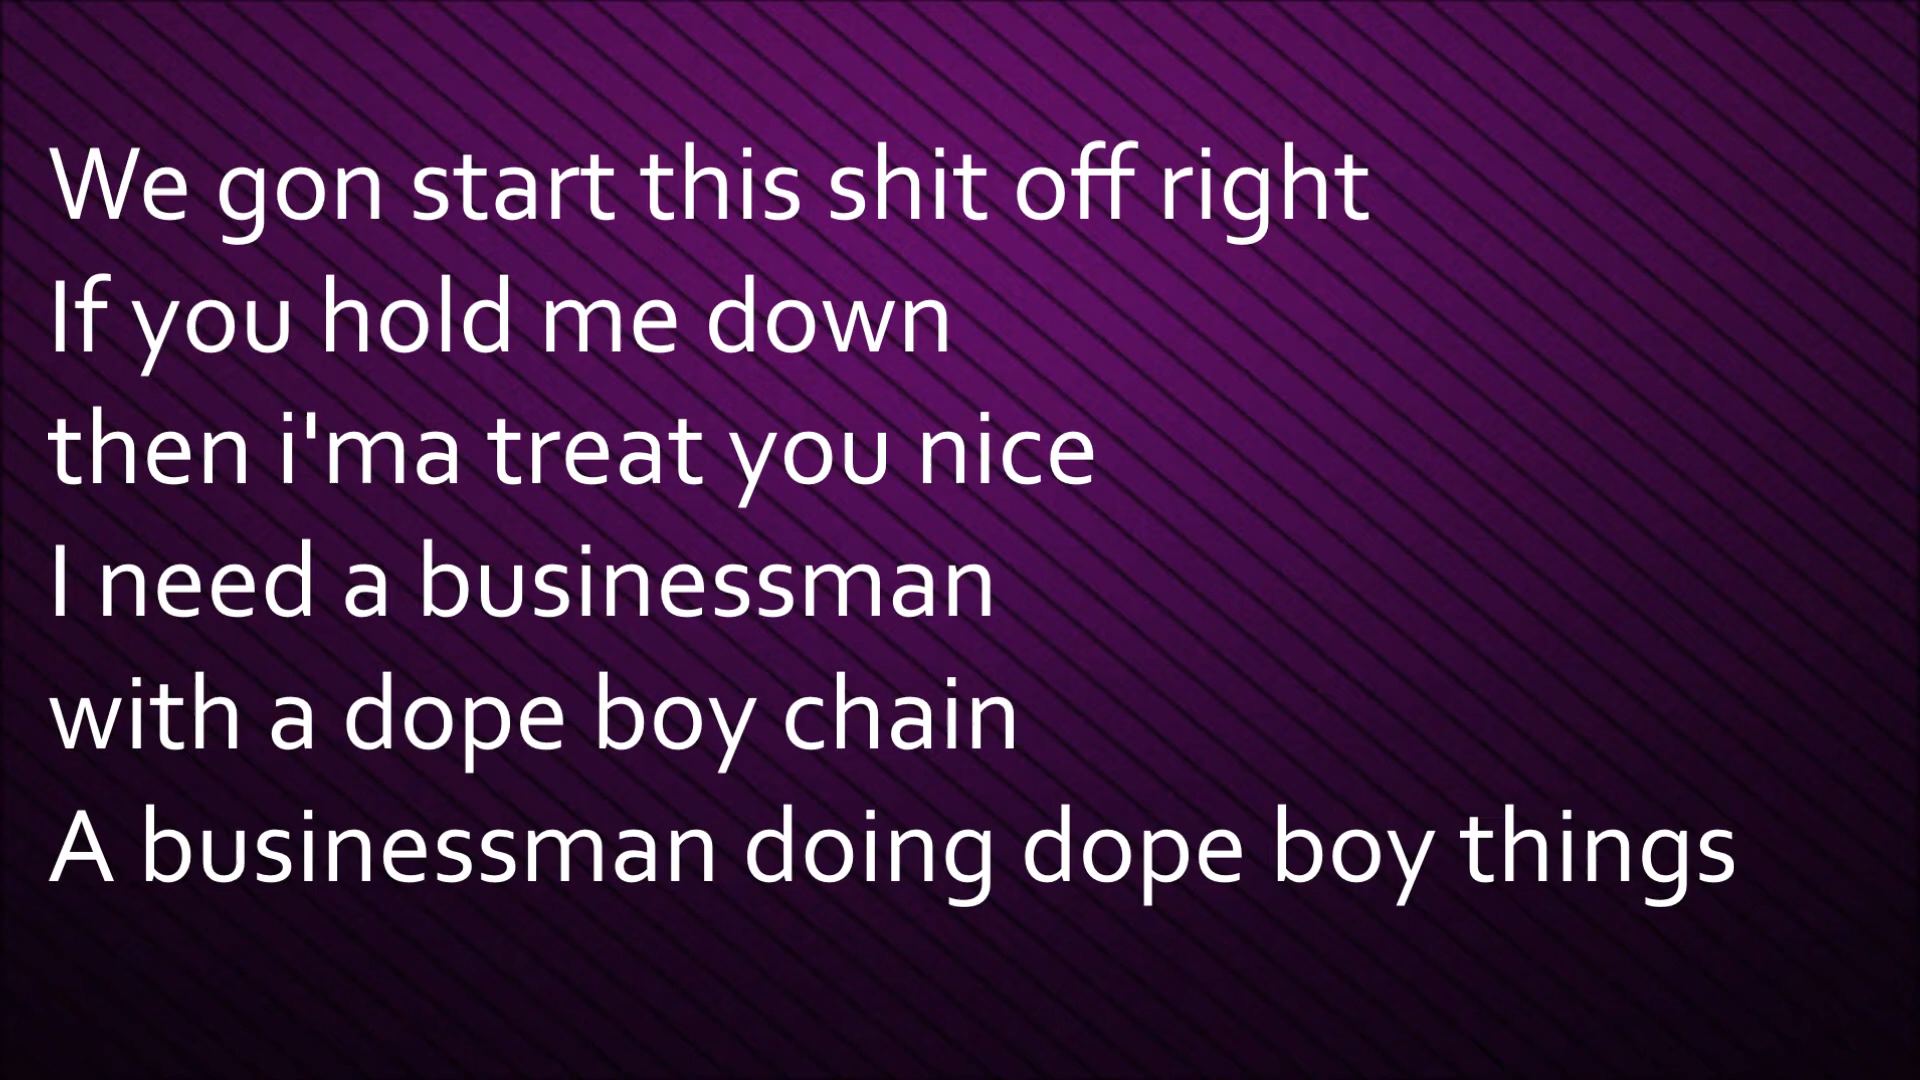 We gon start this shit off right
If you hold me down
then i'ma treat you nice
I need a businessman
with a dope boy chain
A businessman doing dope boy things